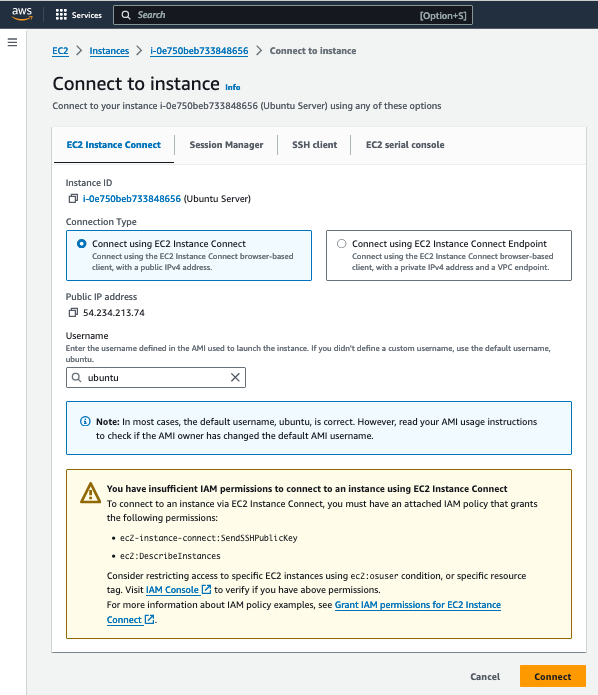 aws
Services
Search
[Option+S]
EC2 > Instances > i-0e750beb733848656 > Connect to instance
Connect to instance Info
Connect to your instance i-0e750beb733848656 (Ubuntu Server) using any of these options
EC2 Instance Connect
Session Manager
SSH client
EC2 serial console
Instance ID
i-0e750beb733848656 (Ubuntu Server)
Connection Type
Connect using EC2 Instance Connect
Connect using the EC2 Instance Connect browser-based
client, with a public IPv4 address.
Connect using EC2 Instance Connect Endpoint
Connect using the EC2 Instance Connect browser-based
client, with a private IPv4 address and a VPC endpoint.
Public IP address
54.234.213.74
Username
Enter the username defined in the AMI used to launch the instance. If you didn't define a custom username, use the default username,
ubuntu.
ubuntu
Note: In most cases, the default username, ubuntu, is correct. However, read your AMI usage instructions
to check if the AMI owner has changed the default AMI username.
You have insufficient IAM permissions to connect to an instance using EC2 Instance Connect
To connect to an instance via EC2 Instance Connect, you must have an attached IAM policy that grants
the following permissions:
• ec2-instance-connect:SendSSHPublicKey
• ec2:DescribeInstances
Consider restricting access to specific EC2 instances using ec2:osuser condition, or specific resource
tag. Visit IAM Console to verify if you have above permissions.
For more information about IAM policy examples, see Grant IAM permissions for EC2 Instance
Connect.
Cancel
Connect